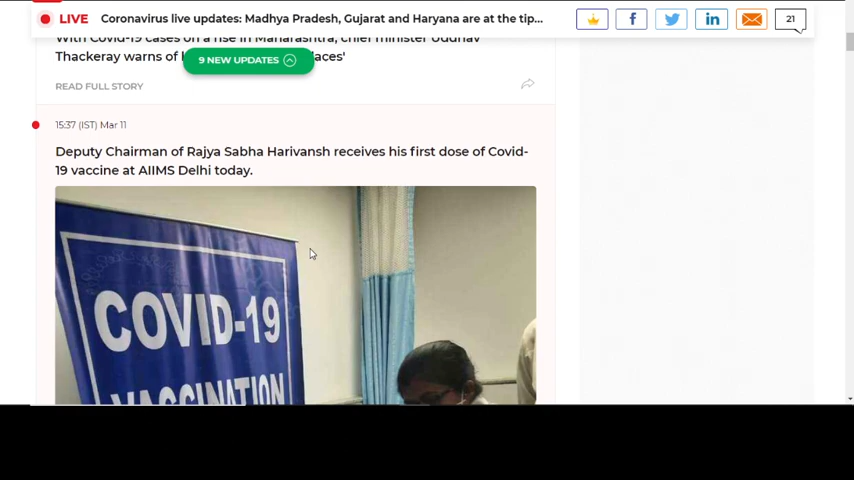 LIVE Coronavirus live updates: Madhya Pradesh, Gujarat and Haryana are at the tip...
21
With Covid-19 cases on a rise in Maharashtra, chief minister Uddhav
Thackeray warns of
9 NEW UPDATES
READ FULL STORY
15:37 (IST) Mar 11
Deputy Chairman of Rajya Sabha Harivansh receives his first dose of Covid-
19 vaccine at AIIMS Delhi today.
COVID-19
VACCINATION